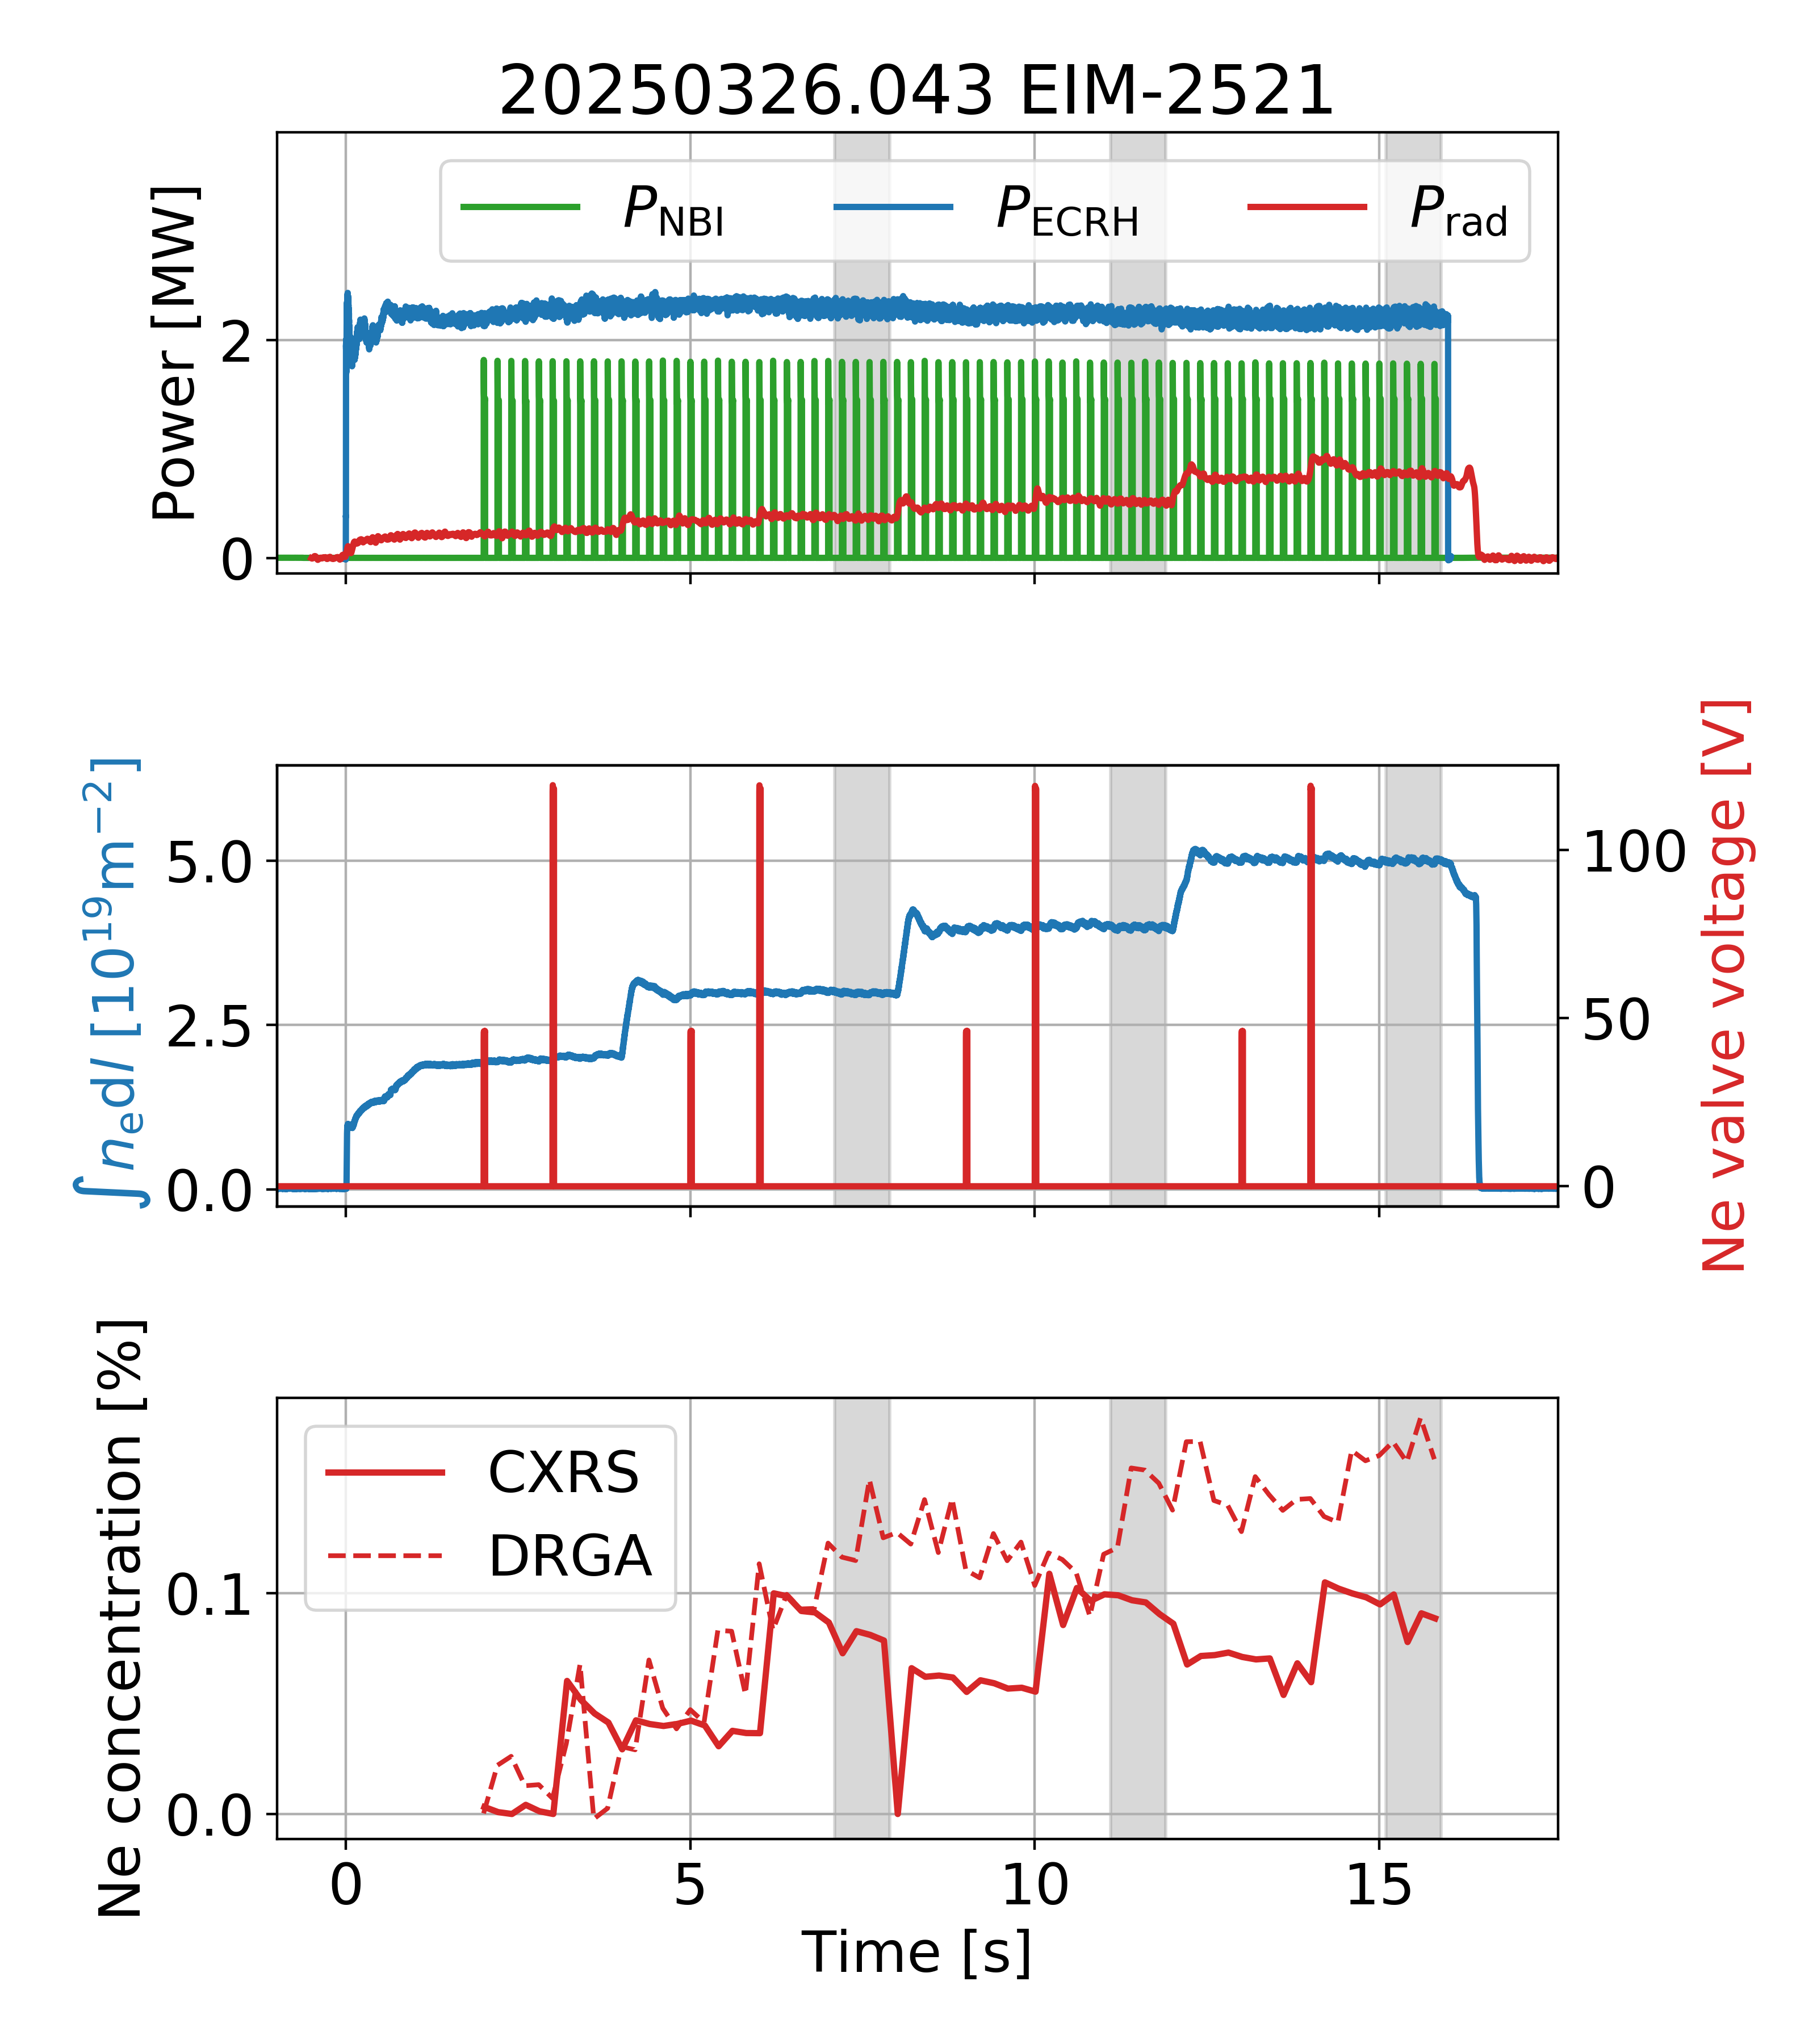 20250326.043 EIM-2521
Power [MW]
2
0
P_NBI
P_ECRH
P_rad
∫n_e dl [10^19 m^−2]
5.0
2.5
0.0
100
50
0
Ne valve voltage [V]
Ne concentration [%]
0.1
0.0
CXRS
DRGA
0 5 10 15
Time [s]